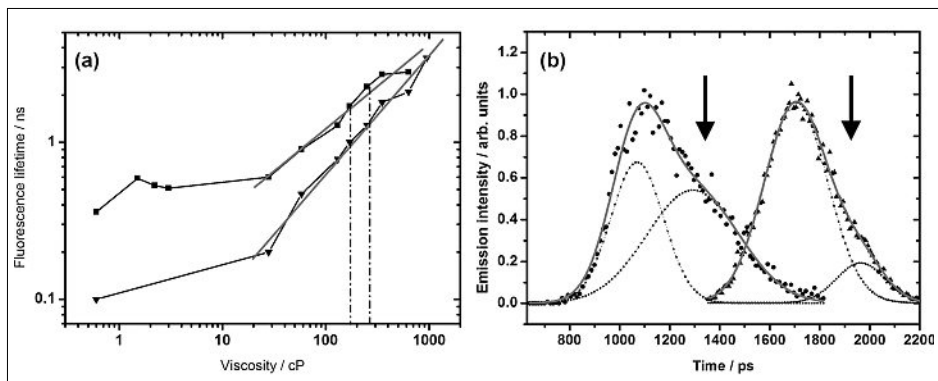 (a)
Fluorescence lifetime / ns
1
0.1
1
10
100
1000
Viscosity / cP
(b)
Emission intensity / arb. units
1.2
1.0
0.8
0.6
0.4
0.2
0.0
800 1000 1200 1400 1600 1800 2000 2200
Time / ps